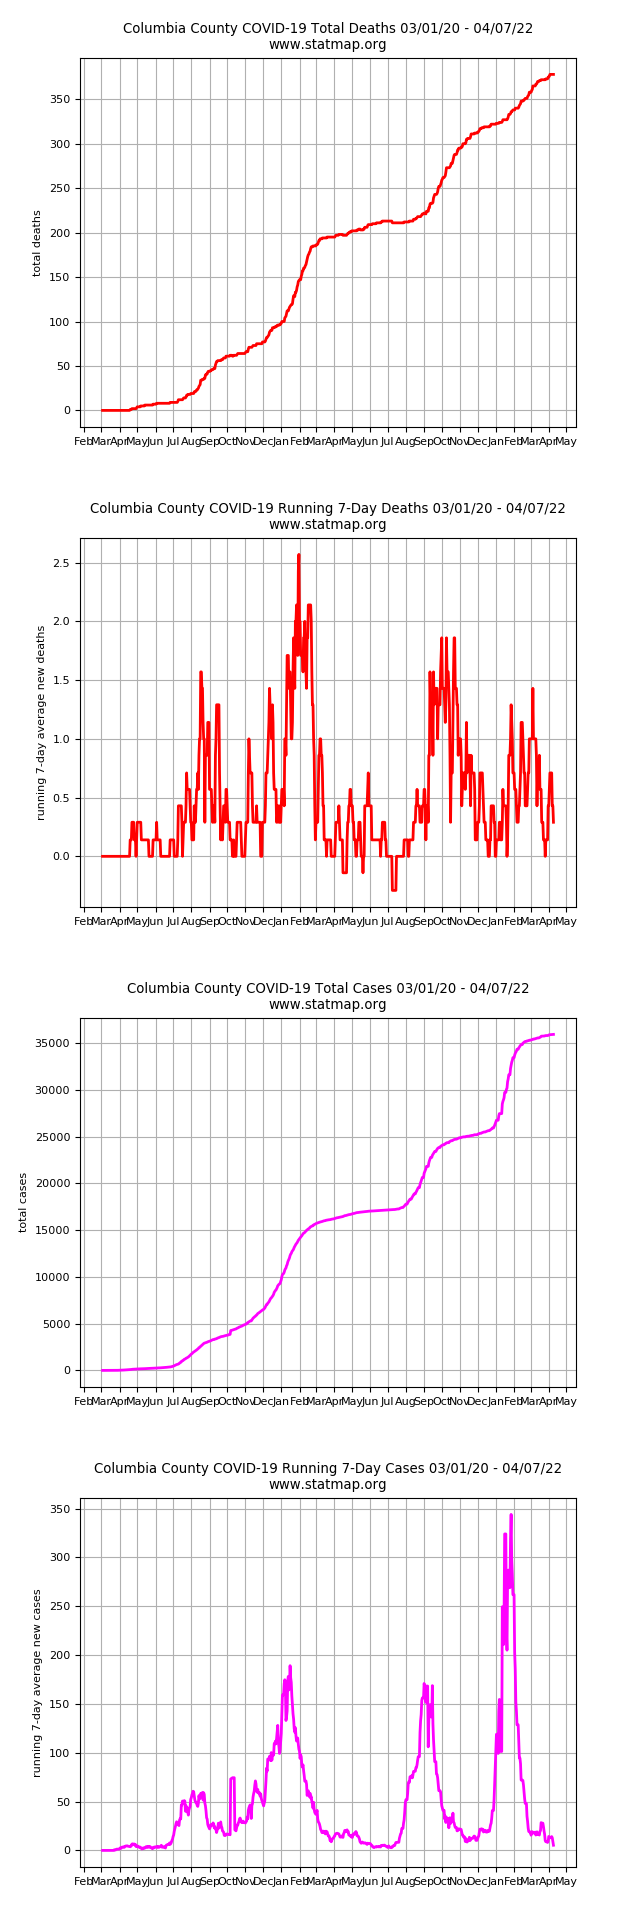 Columbia County COVID-19 Total Deaths 03/01/20 - 04/07/22
www.statmap.org
total deaths
350
300
250
200
150
100
50
0
Feb Mar Apr May Jun Jul Aug Sep Oct Nov Dec Jan Feb Mar Apr May Jun Jul Aug Sep Oct Nov Dec Jan Feb Mar Apr May
Columbia County COVID-19 Running 7-Day Deaths 03/01/20 - 04/07/22
www.statmap.org
running 7-day average new deaths
2.5
2.0
1.5
1.0
0.5
0.0
Feb Mar Apr May Jun Jul Aug Sep Oct Nov Dec Jan Feb Mar Apr May Jun Jul Aug Sep Oct Nov Dec Jan Feb Mar Apr May
Columbia County COVID-19 Total Cases 03/01/20 - 04/07/22
www.statmap.org
total cases
35000
30000
25000
20000
15000
10000
5000
0
Feb Mar Apr May Jun Jul Aug Sep Oct Nov Dec Jan Feb Mar Apr May Jun Jul Aug Sep Oct Nov Dec Jan Feb Mar Apr May
Columbia County COVID-19 Running 7-Day Cases 03/01/20 - 04/07/22
www.statmap.org
running 7-day average new cases
350
300
250
200
150
100
50
0
Feb Mar Apr May Jun Jul Aug Sep Oct Nov Dec Jan Feb Mar Apr May Jun Jul Aug Sep Oct Nov Dec Jan Feb Mar Apr May